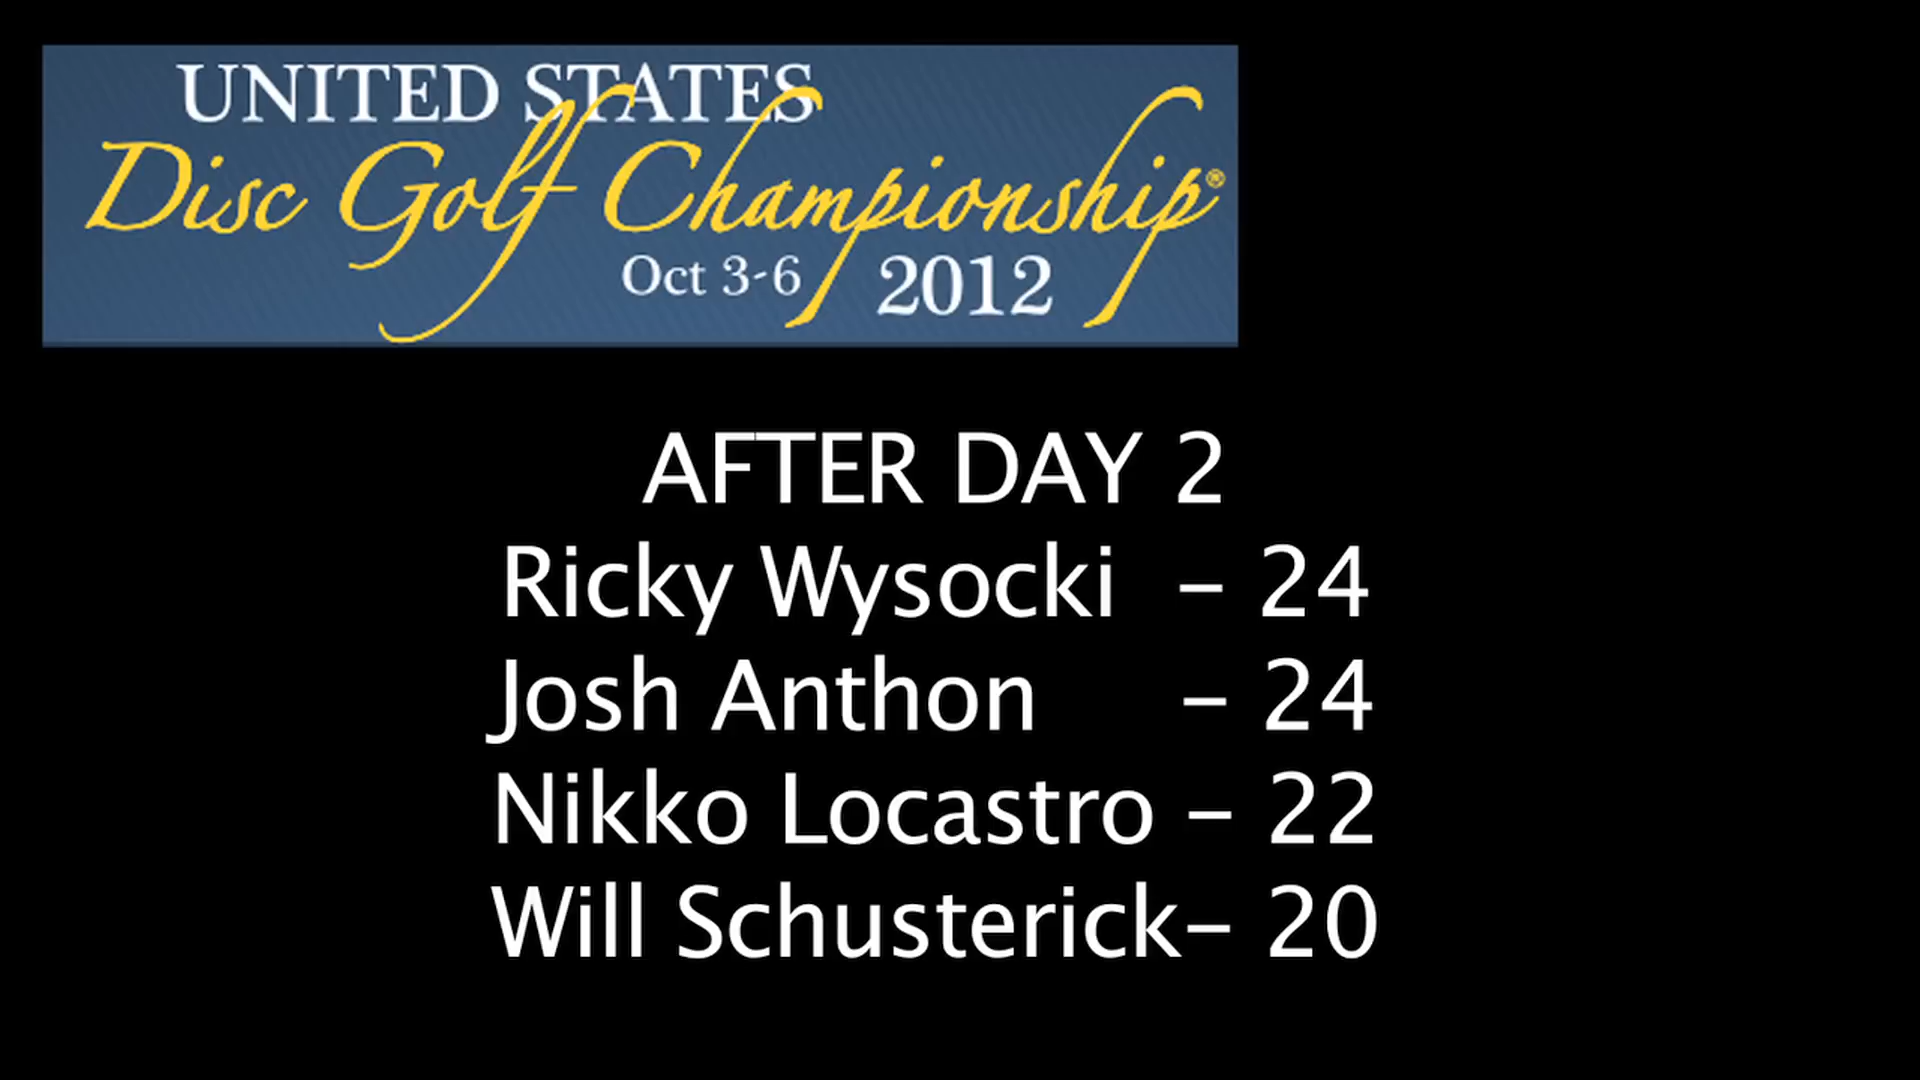 UNITED STATES
Disc Golf Championship®
Oct 3-6 2012
AFTER DAY 2
Ricky Wysocki – 24
Josh Anthon – 24
Nikko Locastro – 22
Will Schusterick– 20